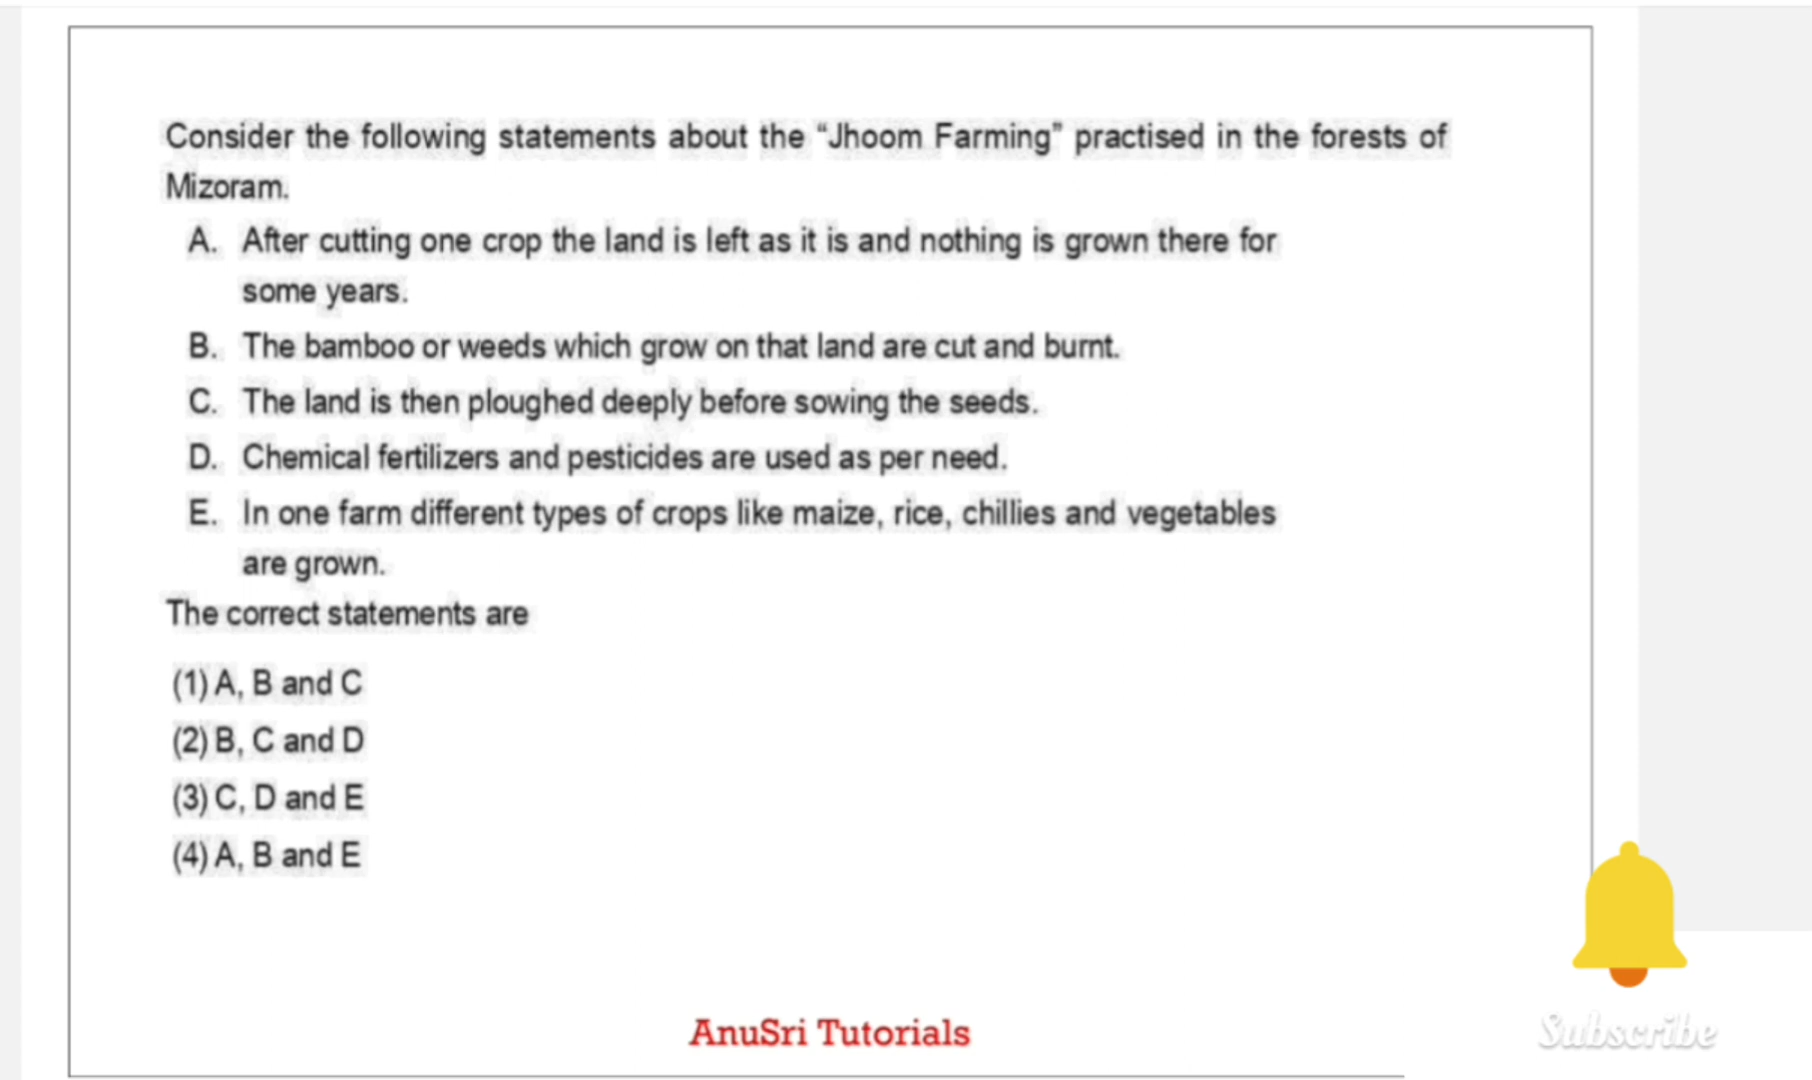 Consider the following statements about the “Jhoom Farming” practised in the forests of
Mizoram.
A. After cutting one crop the land is left as it is and nothing is grown there for
some years.
B. The bamboo or weeds which grow on that land are cut and burnt.
C. The land is then ploughed deeply before sowing the seeds.
D. Chemical fertilizers and pesticides are used as per need.
E. In one farm different types of crops like maize, rice, chillies and vegetables
are grown.
The correct statements are
(1) A, B and C
(2) B, C and D
(3) C, D and E
(4) A, B and E
AnuSri Tutorials
Subscribe